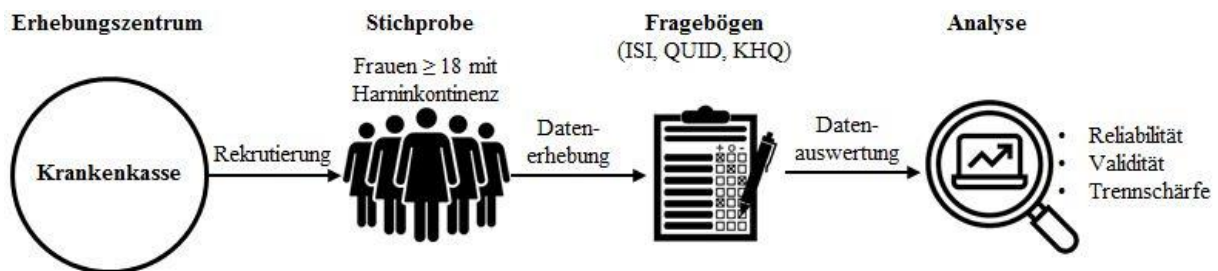 Erhebungszentrum
Stichprobe
Fragebögen
(ISI, QUID, KHQ)
Analyse
Krankenkasse
Rekrutierung
Frauen ≥ 18 mit
Harninkontinenz
Daten-
erhebung
+ o -
Daten-
auswertung
• Reliabilität
• Validität
• Trennschärfe